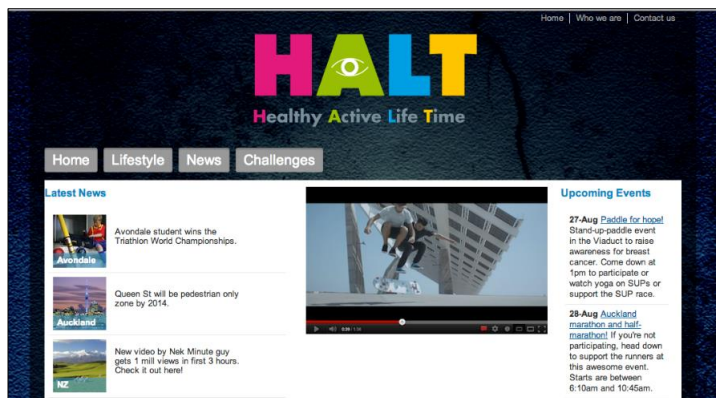 Home | Who we are | Contact us
HALT
Healthy Active Life Time
Home Lifestyle News Challenges
Latest News
Avondale
Avondale student wins the
Triathlon World Championships.
Auckland
Queen St will be pedestrian only
zone by 2014.
NZ
New video by Nek Minute guy
gets 1 mill views in first 3 hours.
Check it out here!
Upcoming Events
27-Aug Paddle for hope!
Stand-up-paddle event
in the Viaduct to raise
awareness for breast
cancer. Come down at
1pm to participate or
watch yoga on SUPs or
support the SUP race.
28-Aug Auckland
marathon and half-
marathon! If you're not
participating, head down
to support the runners at
this awesome event.
Starts are between
6:10am and 10:45am.